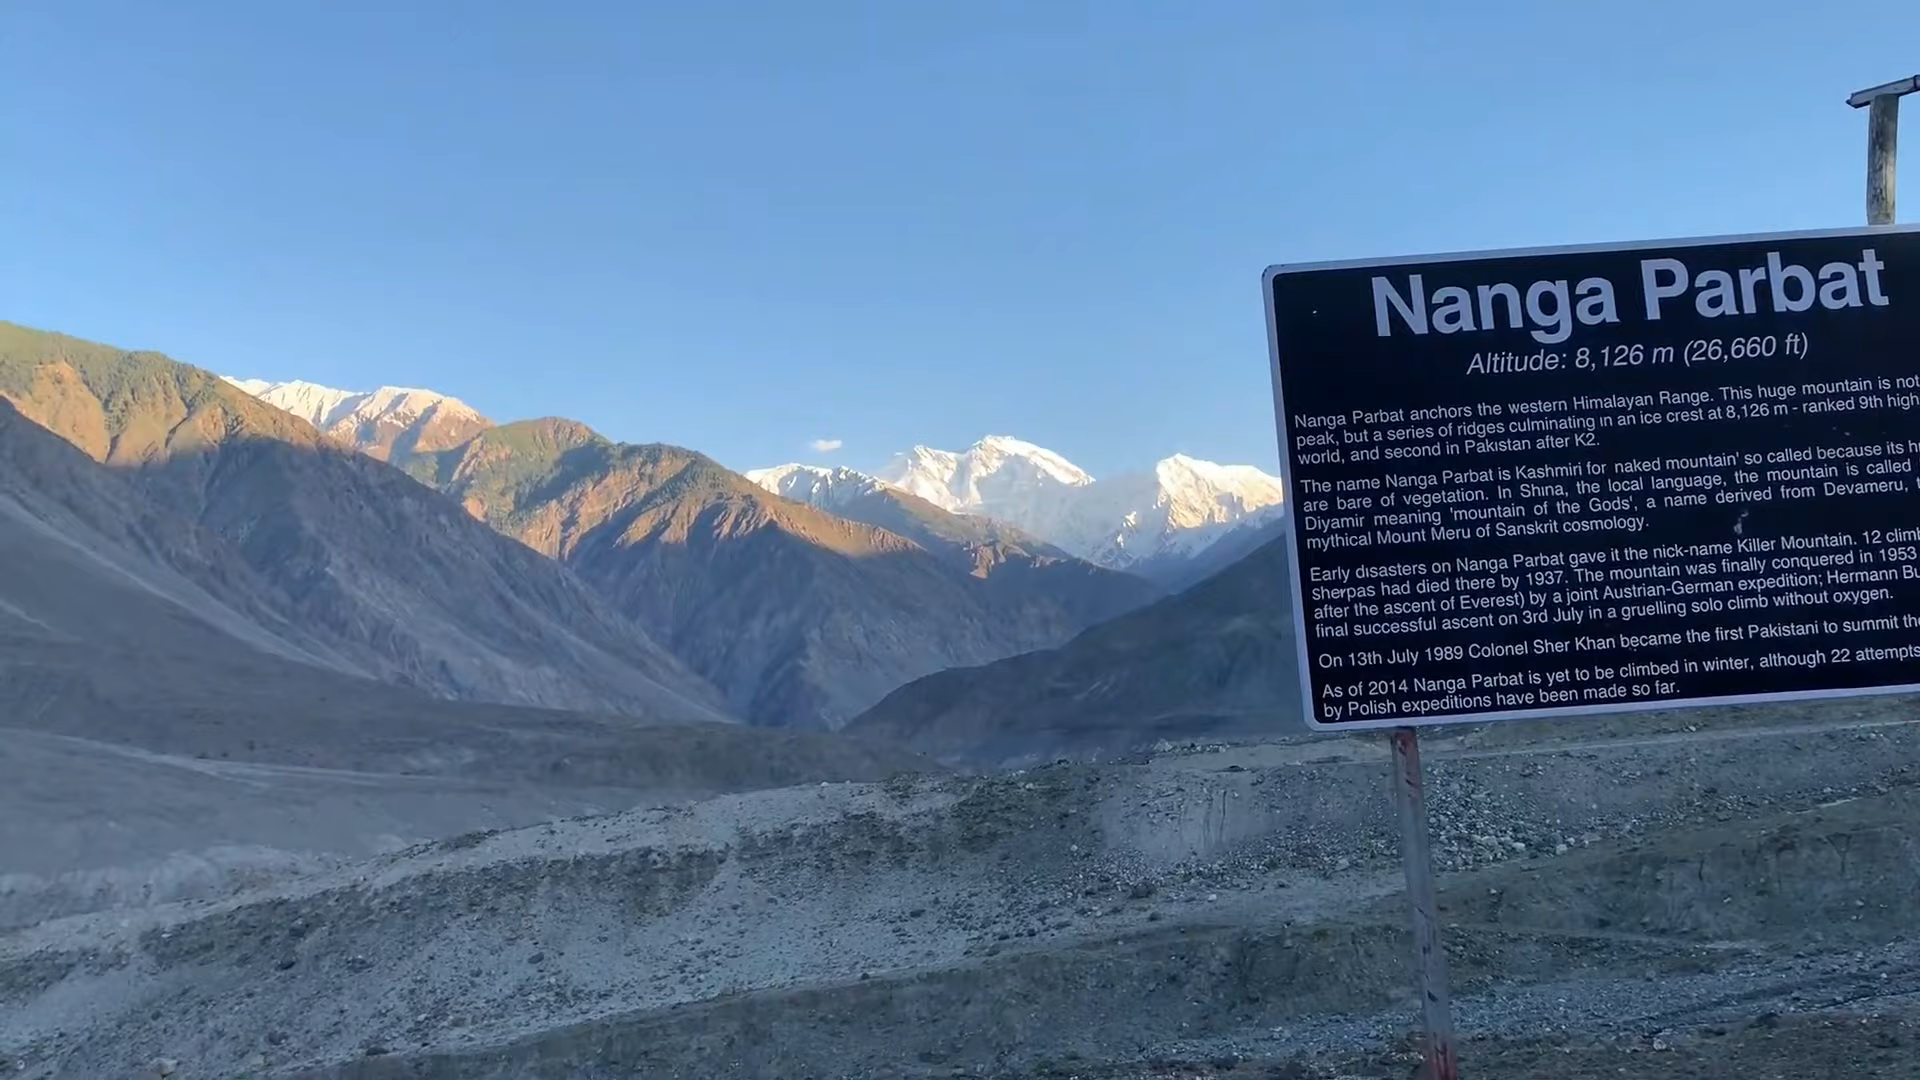 Nanga Parbat
Altitude: 8,126 m (26,660 ft)
Nanga Parbat anchors the western Himalayan Range. This huge mountain is not
peak, but a series of ridges culminating in an ice crest at 8,126 m - ranked 9th high
world, and second in Pakistan after K2.
The name Nanga Parbat is Kashmiri for naked mountain' so called because its
are bare of vegetation. In Shina, the local language, the mountain is called
Diyamir meaning 'mountain of the Gods', a name derived from Devameru,
mythical Mount Meru of Sanskrit cosmology.
Early disasters on Nanga Parbat gave it the nick-name Killer Mountain. 12 climb
Sherpas had died there by 1937. The mountain was finally conquered in 1953
after the ascent of Everest) by a joint Austrian-German expedition; Hermann Bu
final successful ascent on 3rd July in a gruelling solo climb without oxygen.
On 13th July 1989 Colonel Sher Khan became the first Pakistani to summit the
As of 2014 Nanga Parbat is yet to be climbed in winter, although 22 attempts
by Polish expeditions have been made so far.